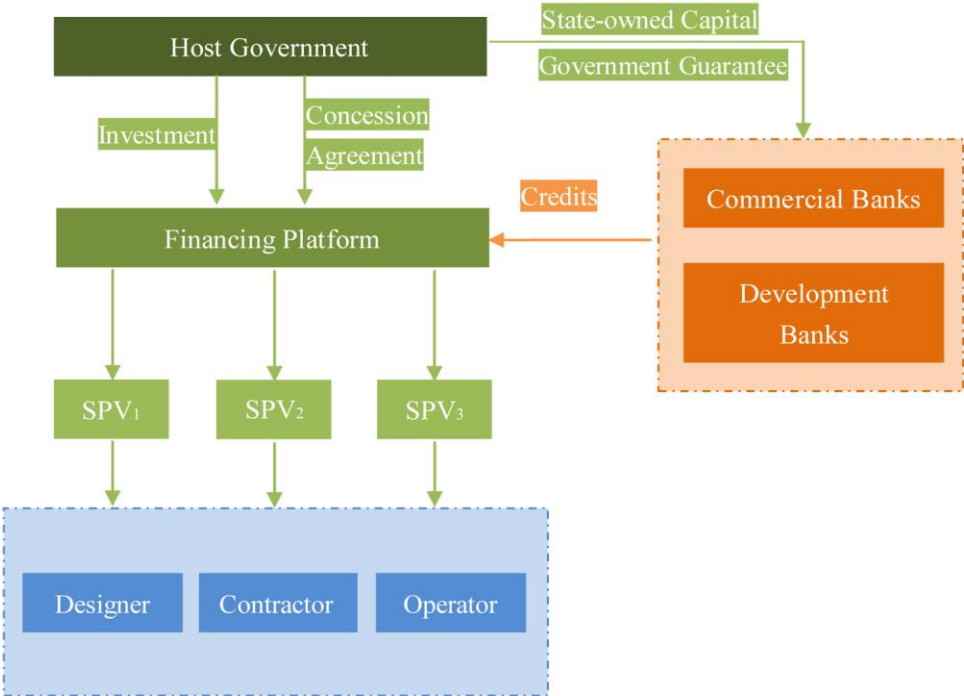 State-owned Capital
Host Government
Government Guarantee
Investment
Concession
Agreement
Commercial Banks
Credits
Financing Platform
Development
Banks
SPV₁
SPV₂
SPV₃
Designer
Contractor
Operator